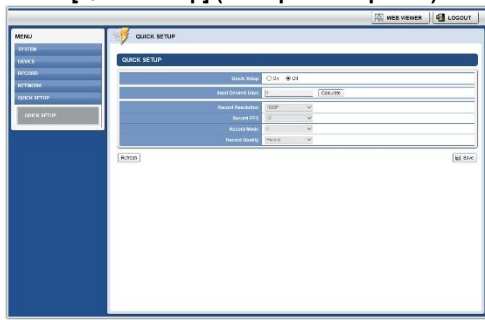 WEB VIEWER LOGOUT
MENU
SYSTEM
DEVICE
RECORD
NETWORK
QUICK SETUP
QUICK SETUP
QUICK SETUP
QUICK SETUP
Quick Setup On Off
Input Desired Days 0 Calculate
Record Resolution
Record FPS
Record Mode
Record Quality
Refresh Save